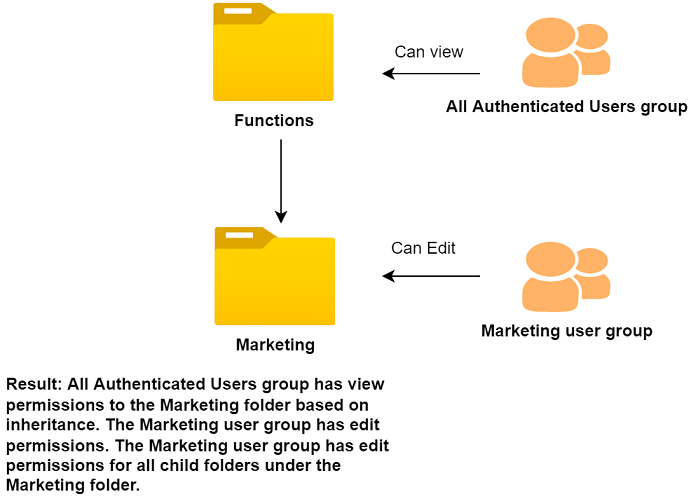 Can view
All Authenticated Users group
Functions
Can Edit
Marketing user group
Marketing
Result: All Authenticated Users group has view
permissions to the Marketing folder based on
inheritance. The Marketing user group has edit
permissions. The Marketing user group has edit
permissions for all child folders under the
Marketing folder.